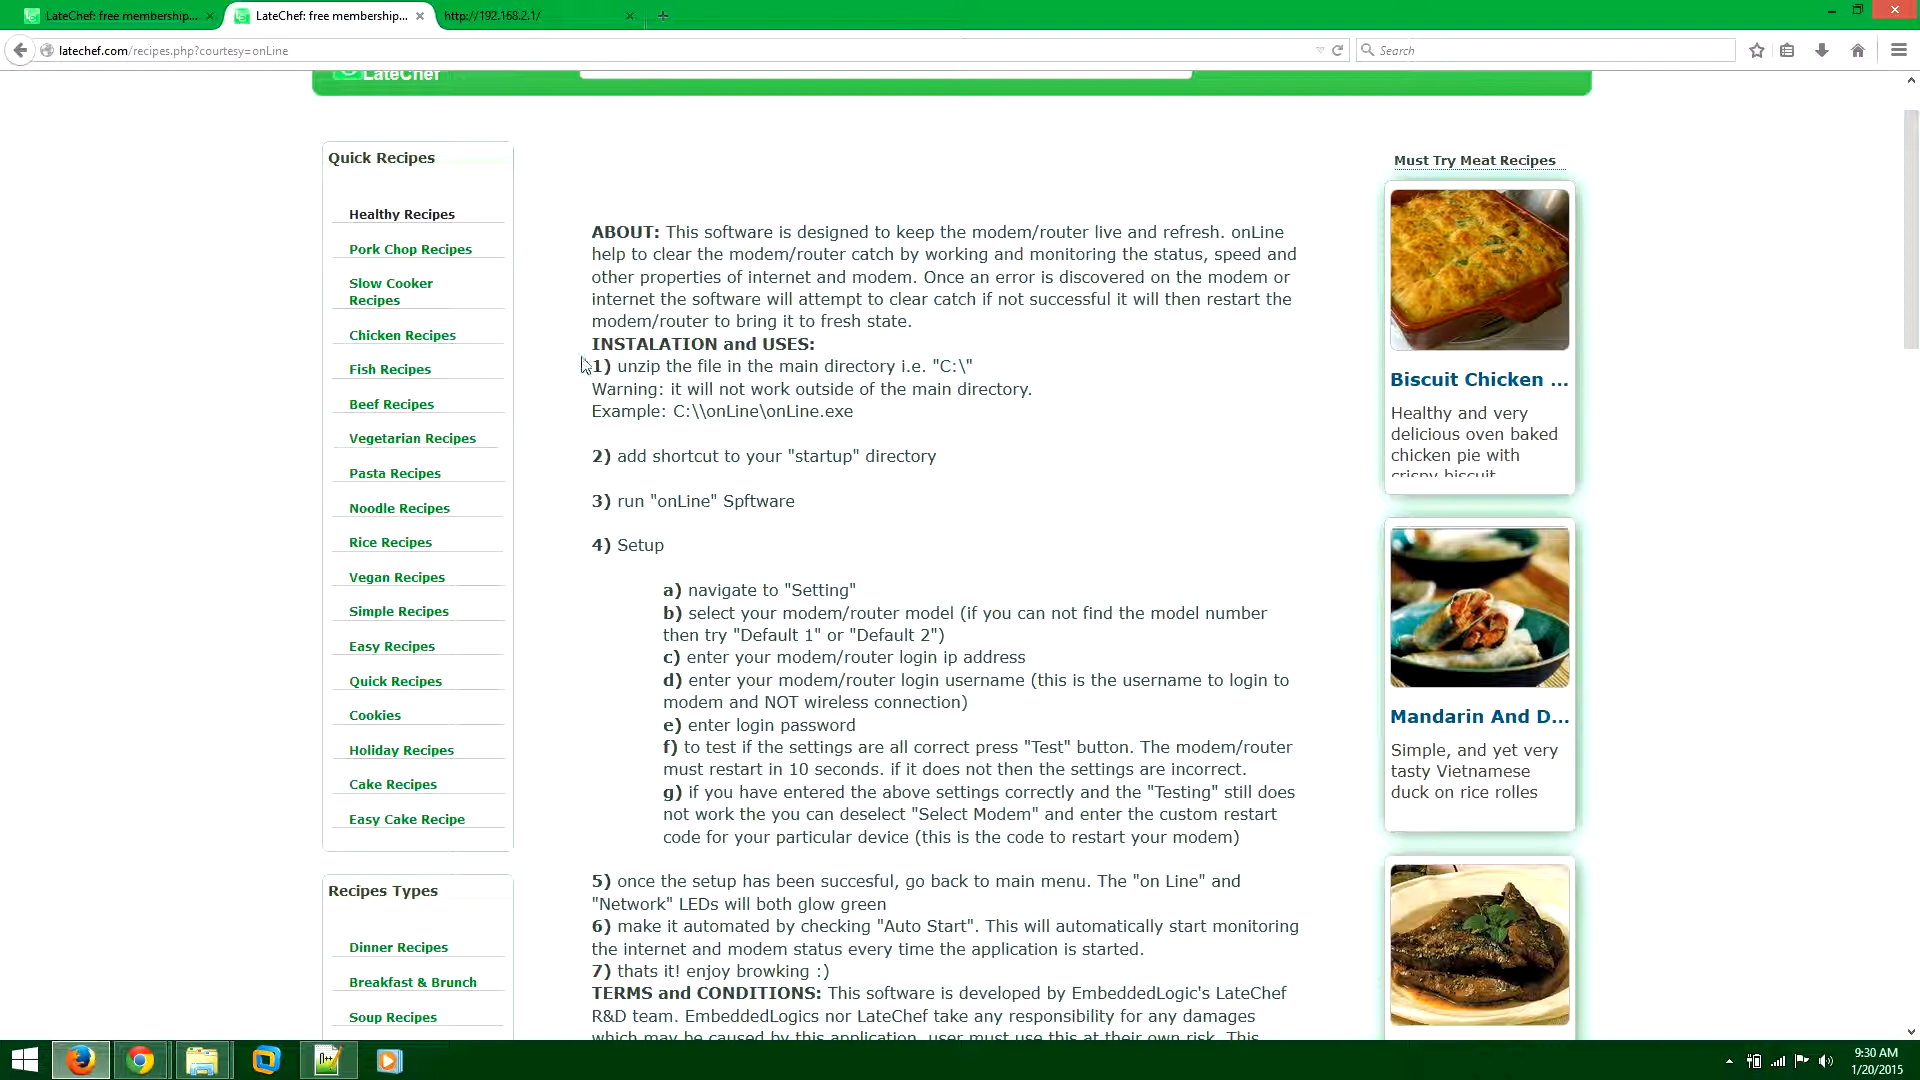 LateChef: free membership...
LateChef: free membership...
http://192.168.2.1/
latechef.com/recipes.php?courtesy=onLine
Search
LateChef
Quick Recipes
Healthy Recipes
Pork Chop Recipes
Slow Cooker
Recipes
Chicken Recipes
Fish Recipes
Beef Recipes
Vegetarian Recipes
Pasta Recipes
Noodle Recipes
Rice Recipes
Vegan Recipes
Simple Recipes
Easy Recipes
Quick Recipes
Cookies
Holiday Recipes
Cake Recipes
Easy Cake Recipe
Recipes Types
Dinner Recipes
Breakfast & Brunch
Soup Recipes
ABOUT: This software is designed to keep the modem/router live and refresh. onLine
help to clear the modem/router catch by working and monitoring the status, speed and
other properties of internet and modem. Once an error is discovered on the modem or
internet the software will attempt to clear catch if not successful it will then restart the
modem/router to bring it to fresh state.
INSTALATION and USES:
1) unzip the file in the main directory i.e. "C:\"
Warning: it will not work outside of the main directory.
Example: C:\\onLine\onLine.exe
2) add shortcut to your "startup" directory
3) run "onLine" Spftware
4) Setup
a) navigate to "Setting"
b) select your modem/router model (if you can not find the model number
then try "Default 1" or "Default 2")
c) enter your modem/router login ip address
d) enter your modem/router login username (this is the username to login to
modem and NOT wireless connection)
e) enter login password
f) to test if the settings are all correct press "Test" button. The modem/router
must restart in 10 seconds. if it does not then the settings are incorrect.
g) if you have entered the above settings correctly and the "Testing" still does
not work the you can deselect "Select Modem" and enter the custom restart
code for your particular device (this is the code to restart your modem)
5) once the setup has been succesful, go back to main menu. The "on Line" and
"Network" LEDs will both glow green
6) make it automated by checking "Auto Start". This will automatically start monitoring
the internet and modem status every time the application is started.
7) thats it! enjoy browking :)
TERMS and CONDITIONS: This software is developed by EmbeddedLogic's LateChef
R&D team. EmbeddedLogics nor LateChef take any responsibility for any damages
which may be caused by this application, user must use this at their own risk. This
Must Try Meat Recipes
Biscuit Chicken ...
Healthy and very
delicious oven baked
chicken pie with
crispy biscuit
Mandarin And D...
Simple, and yet very
tasty Vietnamese
duck on rice rolles
9:30 AM
1/20/2015